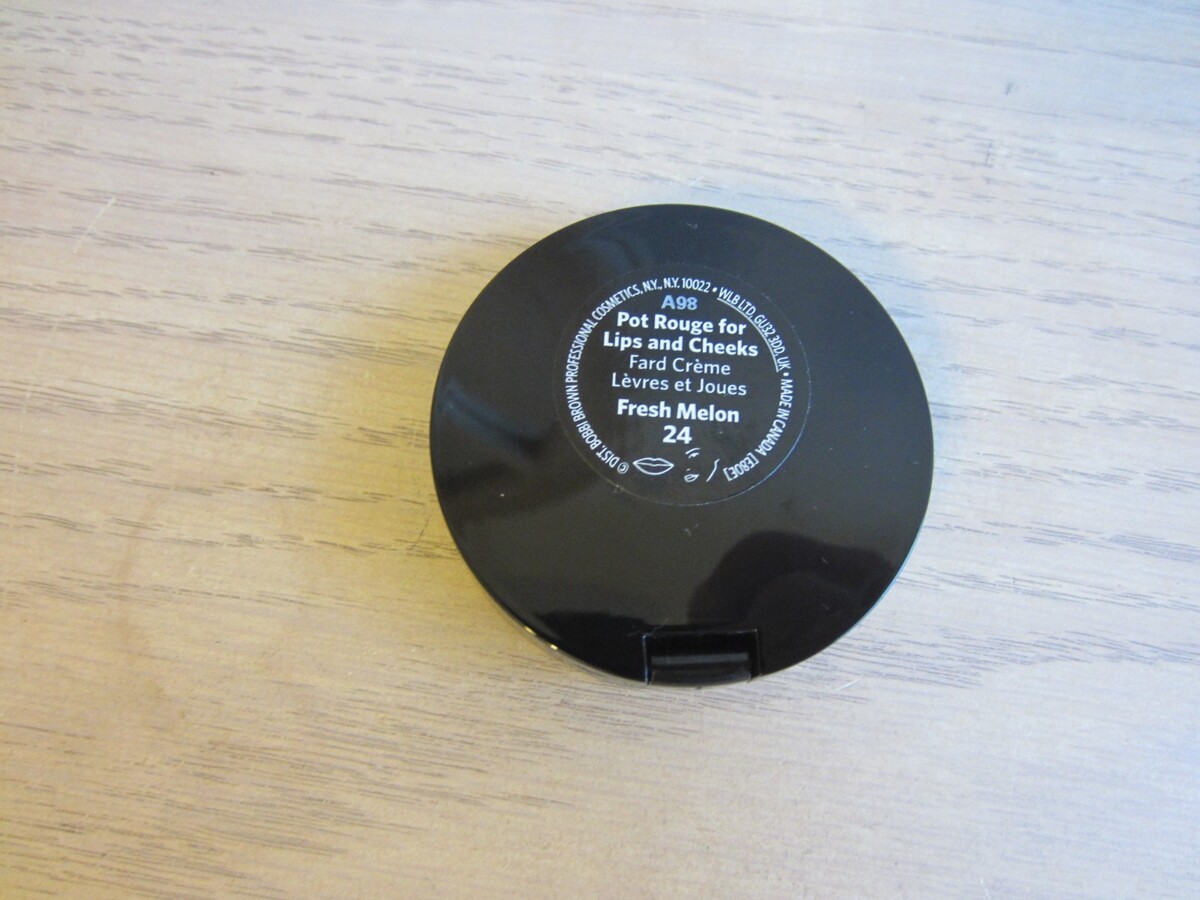 A98
Pot Rouge for
Lips and Cheeks
Fard Crème
Lèvres et Joues
Fresh Melon
24
© DIST. BOBBI BROWN PROFESSIONAL COSMETICS, N.Y., N.Y. 10022 • WLB LTD, GU32 3DD, UK • MADE IN CANADA [E80E]